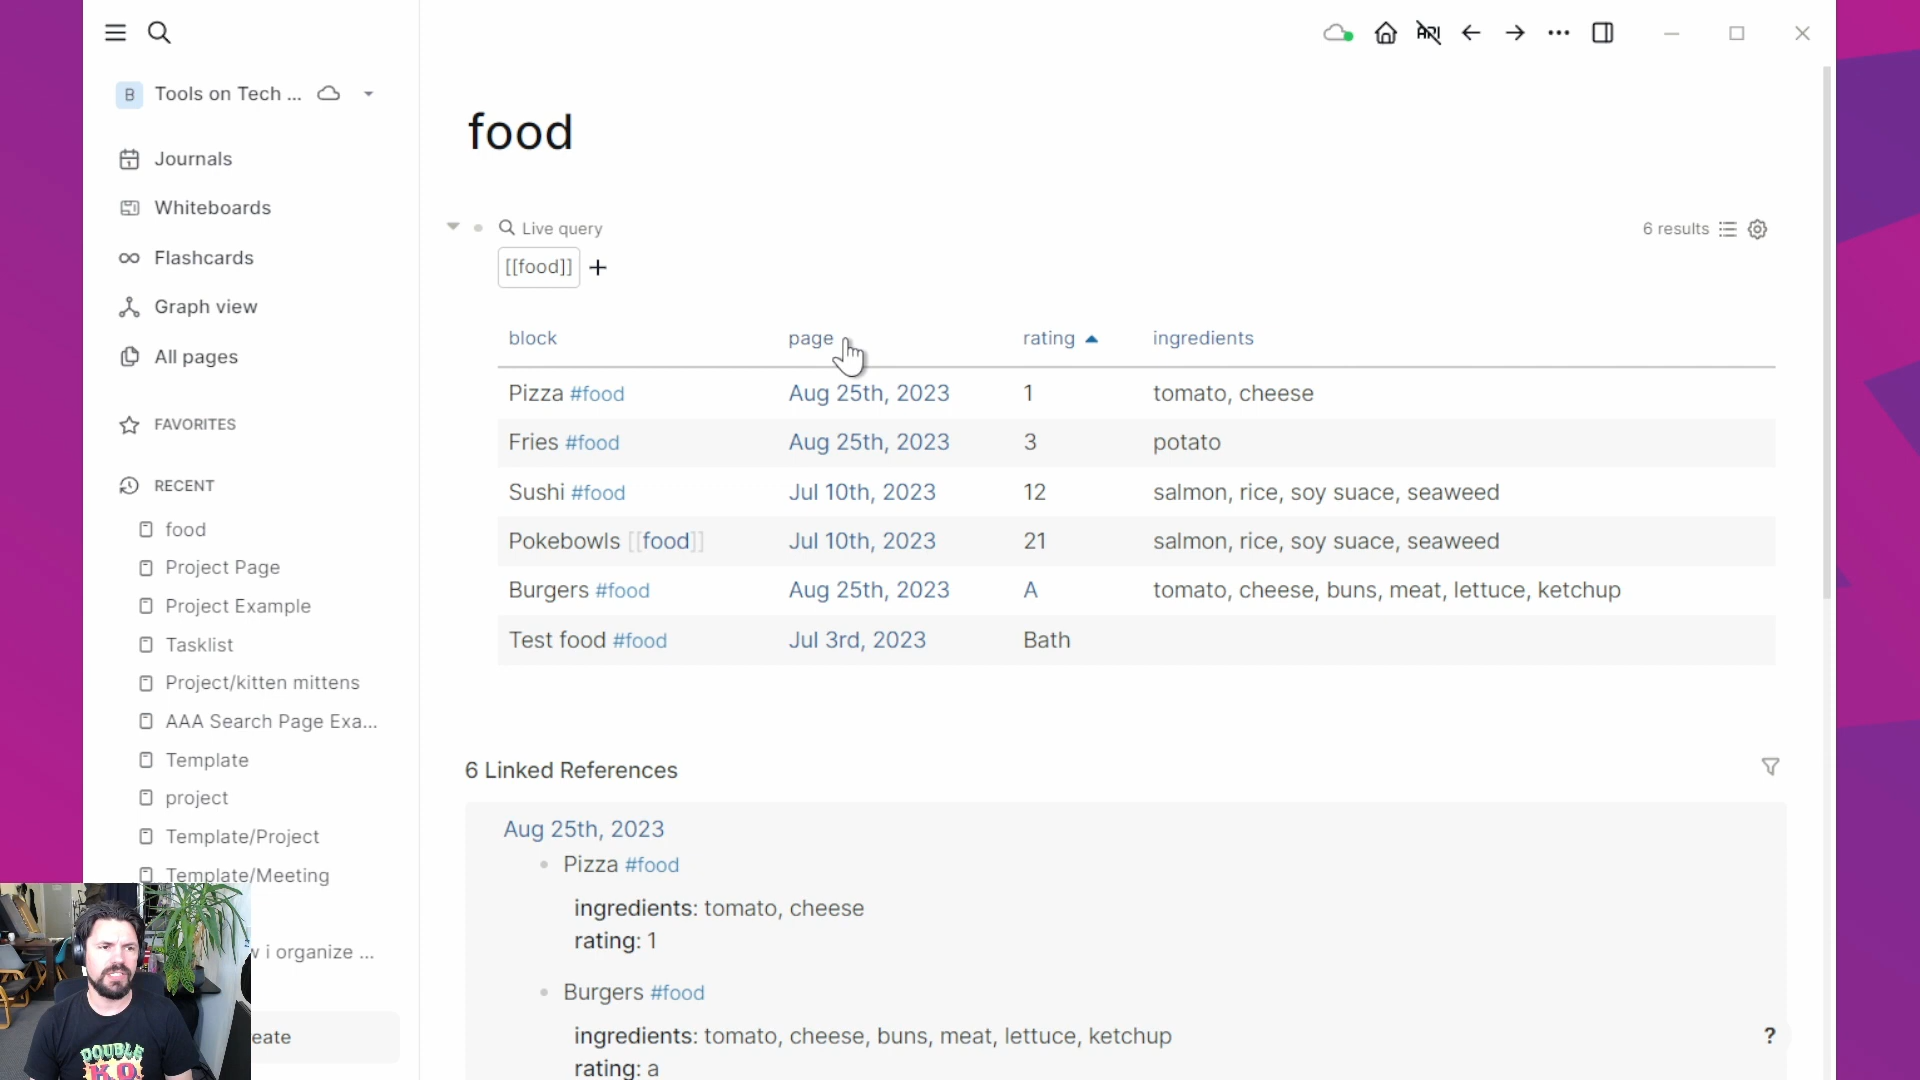 B Tools on Tech ...
Journals
Whiteboards
Flashcards
Graph view
All pages
FAVORITES
RECENT
food
Project Page
Project Example
Tasklist
Project/kitten mittens
AAA Search Page Exa...
Template
project
Template/Project
Template/Meeting
i organize ...
eate
DOUBLE
K.O.
API
food
Live query
6 results
[[food]] +
block page rating ingredients
Pizza #food Aug 25th, 2023 1 tomato, cheese
Fries #food Aug 25th, 2023 3 potato
Sushi #food Jul 10th, 2023 12 salmon, rice, soy suace, seaweed
Pokebowls [[food]] Jul 10th, 2023 21 salmon, rice, soy suace, seaweed
Burgers #food Aug 25th, 2023 A tomato, cheese, buns, meat, lettuce, ketchup
Test food #food Jul 3rd, 2023 Bath
6 Linked References
Aug 25th, 2023
Pizza #food
ingredients: tomato, cheese
rating: 1
Burgers #food
ingredients: tomato, cheese, buns, meat, lettuce, ketchup
rating: a
?